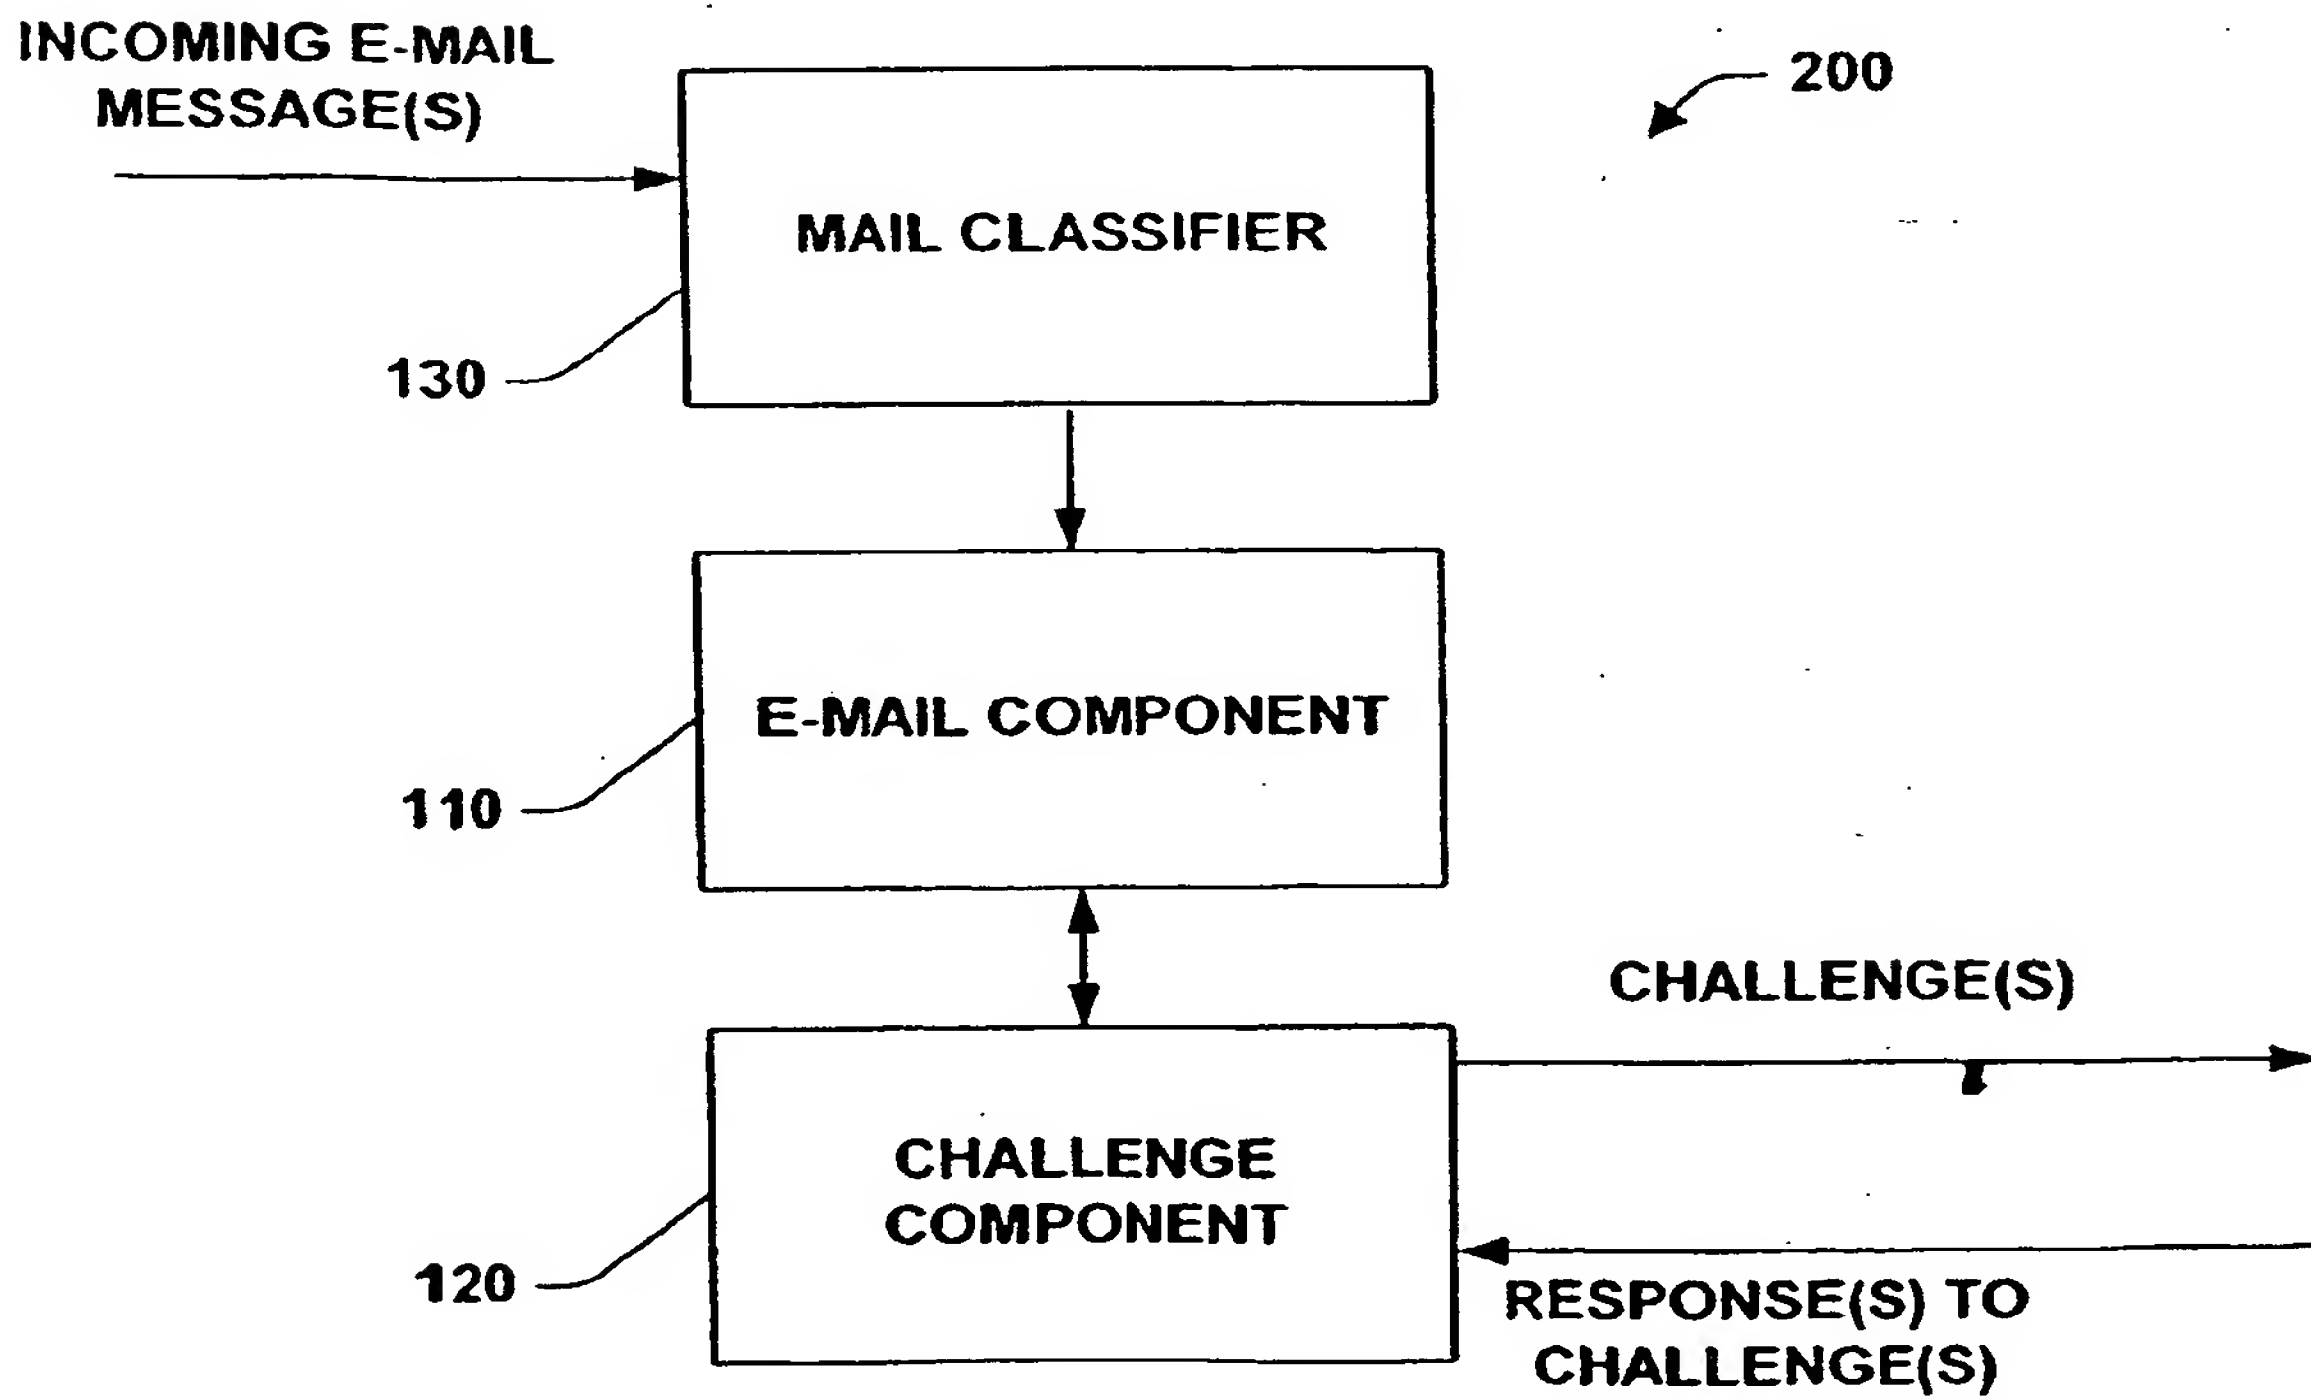 INCOMING E-MAIL
MESSAGE(S)
200
MAIL CLASSIFIER
130
E-MAIL COMPONENT
110
CHALLENGE(S)
CHALLENGE
COMPONENT
120
RESPONSE(S) TO
CHALLENGE(S)